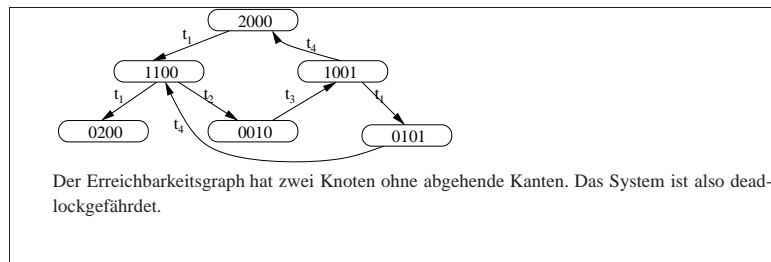 2000
t1
t4
1100
1001
t1
t2
t3
t1
0200
t4
0010
0101
Der Erreichbarkeitsgraph hat zwei Knoten ohne abgehende Kanten. Das System ist also dead-
lockgefährdet.